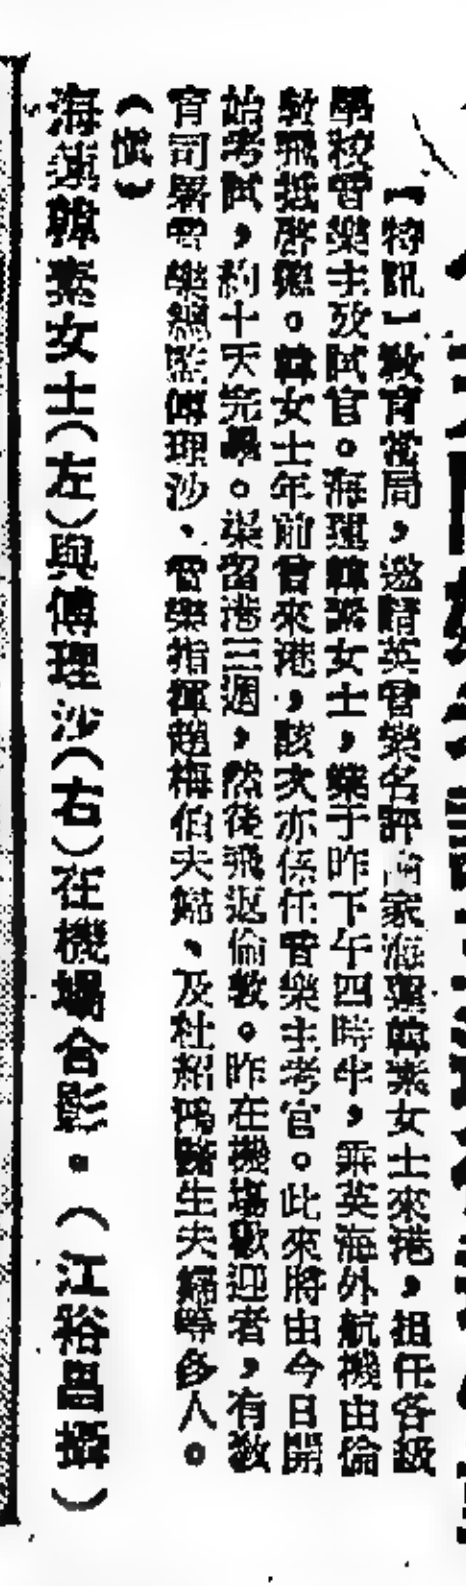 【特訊】教育當局，邀請英音樂名評論家海蓮韓素女士來港，担任各級
學校音樂主攷試官。海蓮韓素女士，業于昨下午四時半，乘英海外航機由倫
敦飛抵啓德。韓女士年前曾來港，該次亦係任音樂主考官。此來將由今日開
始考試，約十天完畢。渠留港三週，然後飛返倫敦。昨在機塲歡迎者，有教
育司署音樂總監傅理沙、音樂指揮趙梅伯夫婦、及杜紹鴻醫生夫婦等多人。
（慎）
海蓮韓素女士（左）與傅理沙（右）在機塲合影。（江裕昌攝）